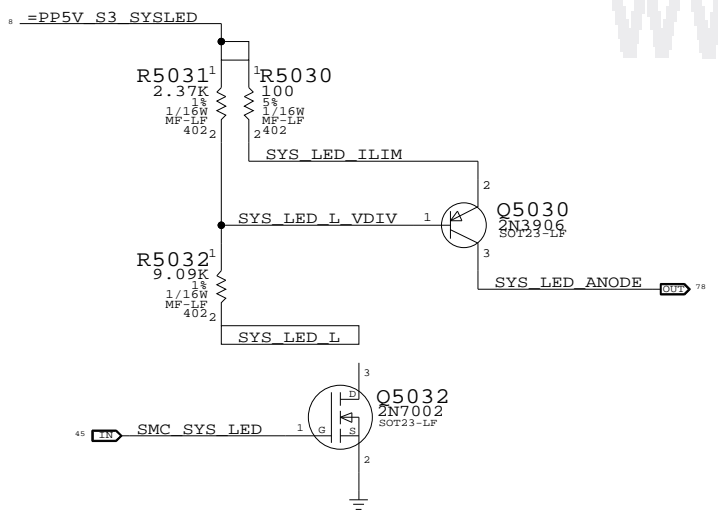 8 =PP5V_S3_SYSLED
R5031 1
2.37K
1%
1/16W
MF-LF
402 2
1 R5030
100
5%
1/16W
MF-LF
2 402
SYS_LED_ILIM
2
SYS_LED_L_VDIV 1
Q5030
2N3906
SOT23-LF
3
R5032 1
9.09K
1%
1/16W
MF-LF
402 2
SYS_LED_ANODE OUT 78
SYS_LED_L
3
D
Q5032
2N7002
SOT23-LF
45 IN SMC_SYS_LED 1 G S
2